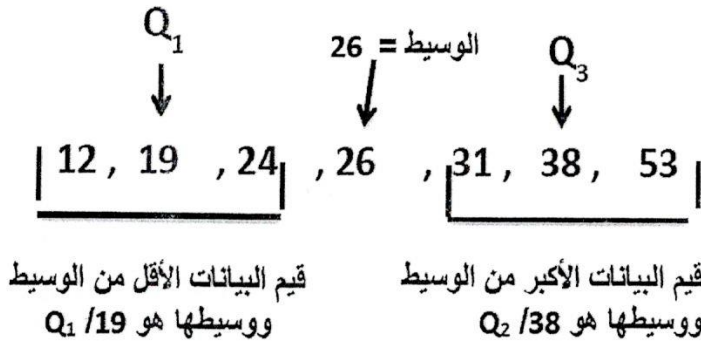 Q₁
الوسيط = 26
Q₃
12 , 19 , 24 , 26 , 31 , 38 , 53
قيم البيانات الأقل من الوسيط
ووسيطها هو 19/ Q₁
قيم البيانات الأكبر من الوسيط
ووسيطها هو 38/ Q₂